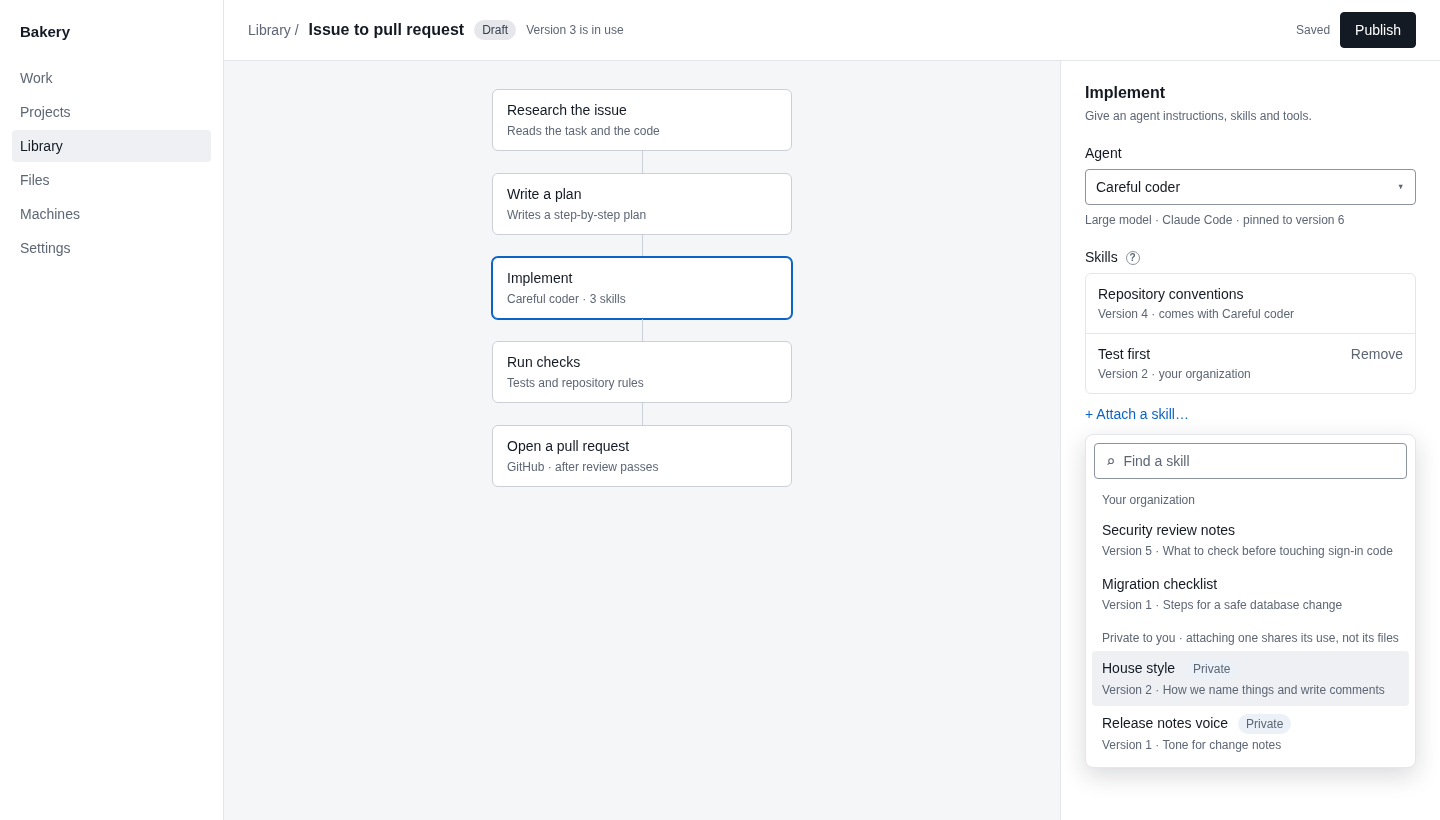 Bakery
Work
Projects
Library
Files
Machines
Settings
Library / Issue to pull request Draft Version 3 is in use
Saved Publish
Research the issue
Reads the task and the code
Write a plan
Writes a step-by-step plan
Implement
Careful coder · 3 skills
Run checks
Tests and repository rules
Open a pull request
GitHub · after review passes
Implement
Give an agent instructions, skills and tools.
Agent
Careful coder
Large model · Claude Code · pinned to version 6
Skills ?
Repository conventions
Version 4 · comes with Careful coder
Test first Remove
Version 2 · your organization
+ Attach a skill…
Find a skill
Your organization
Security review notes
Version 5 · What to check before touching sign-in code
Migration checklist
Version 1 · Steps for a safe database change
Private to you · attaching one shares its use, not its files
House style Private
Version 2 · How we name things and write comments
Release notes voice Private
Version 1 · Tone for change notes